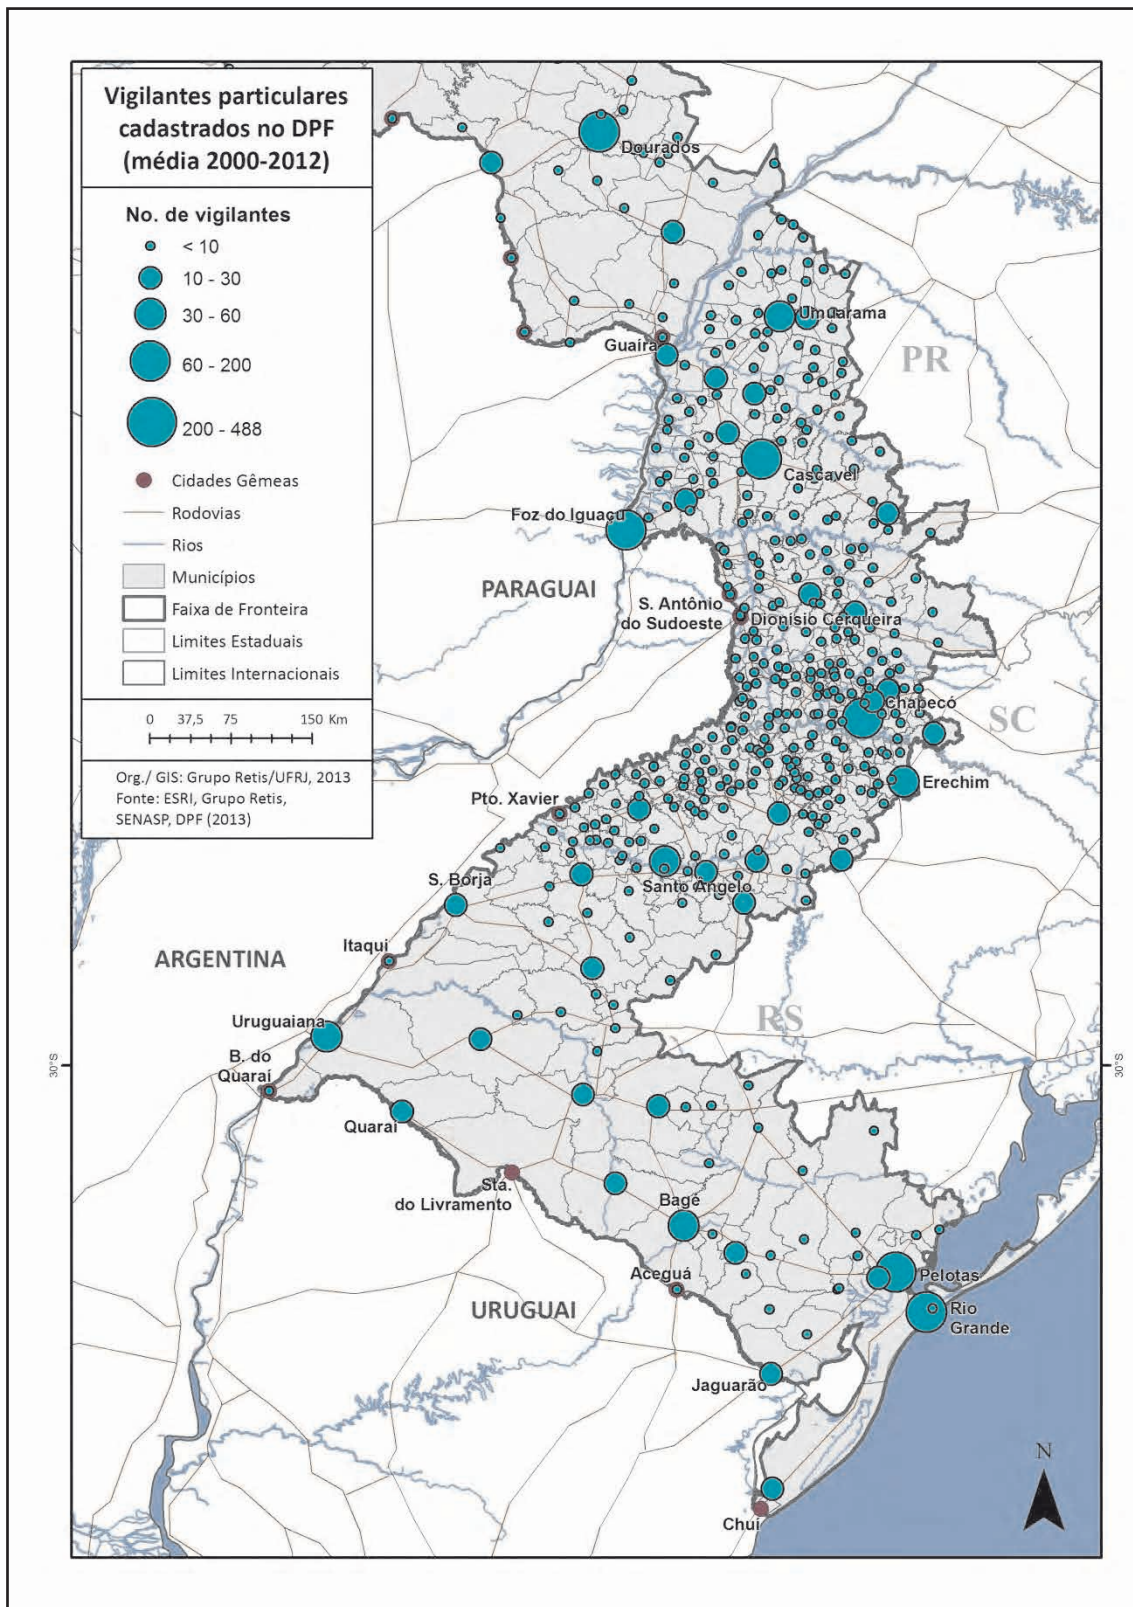 Vigilantes particulares
cadastrados no DPF
(média 2000-2012)
No. de vigilantes
< 10
10 - 30
30 - 60
60 - 200
200 - 488
Cidades Gêmeas
Rodovias
Rios
Municípios
Faixa de Fronteira
Limites Estaduais
Limites Internacionais
0 37,5 75 150 Km
Org./ GIS: Grupo Retis/UFRJ, 2013
Fonte: ESRI, Grupo Retis,
SENASP, DPF (2013)
Dourados
Umuarama
Guaíra
PR
Cascavel
Foz do Iguaçu
PARAGUAI
S. Antônio
do Sudoeste
Dionísio Cerqueira
Chapecó
SC
Erechim
Pto. Xavier
S. Borja
Santo Ângelo
Itaqui
ARGENTINA
Uruguaiana
RS
B. do
Quaraí
30°S
30°S
Quaraí
Sta.
do Livramento
Bagé
Aceguá
Pelotas
URUGUAI
Rio
Grande
Jaguarão
N
Chuí